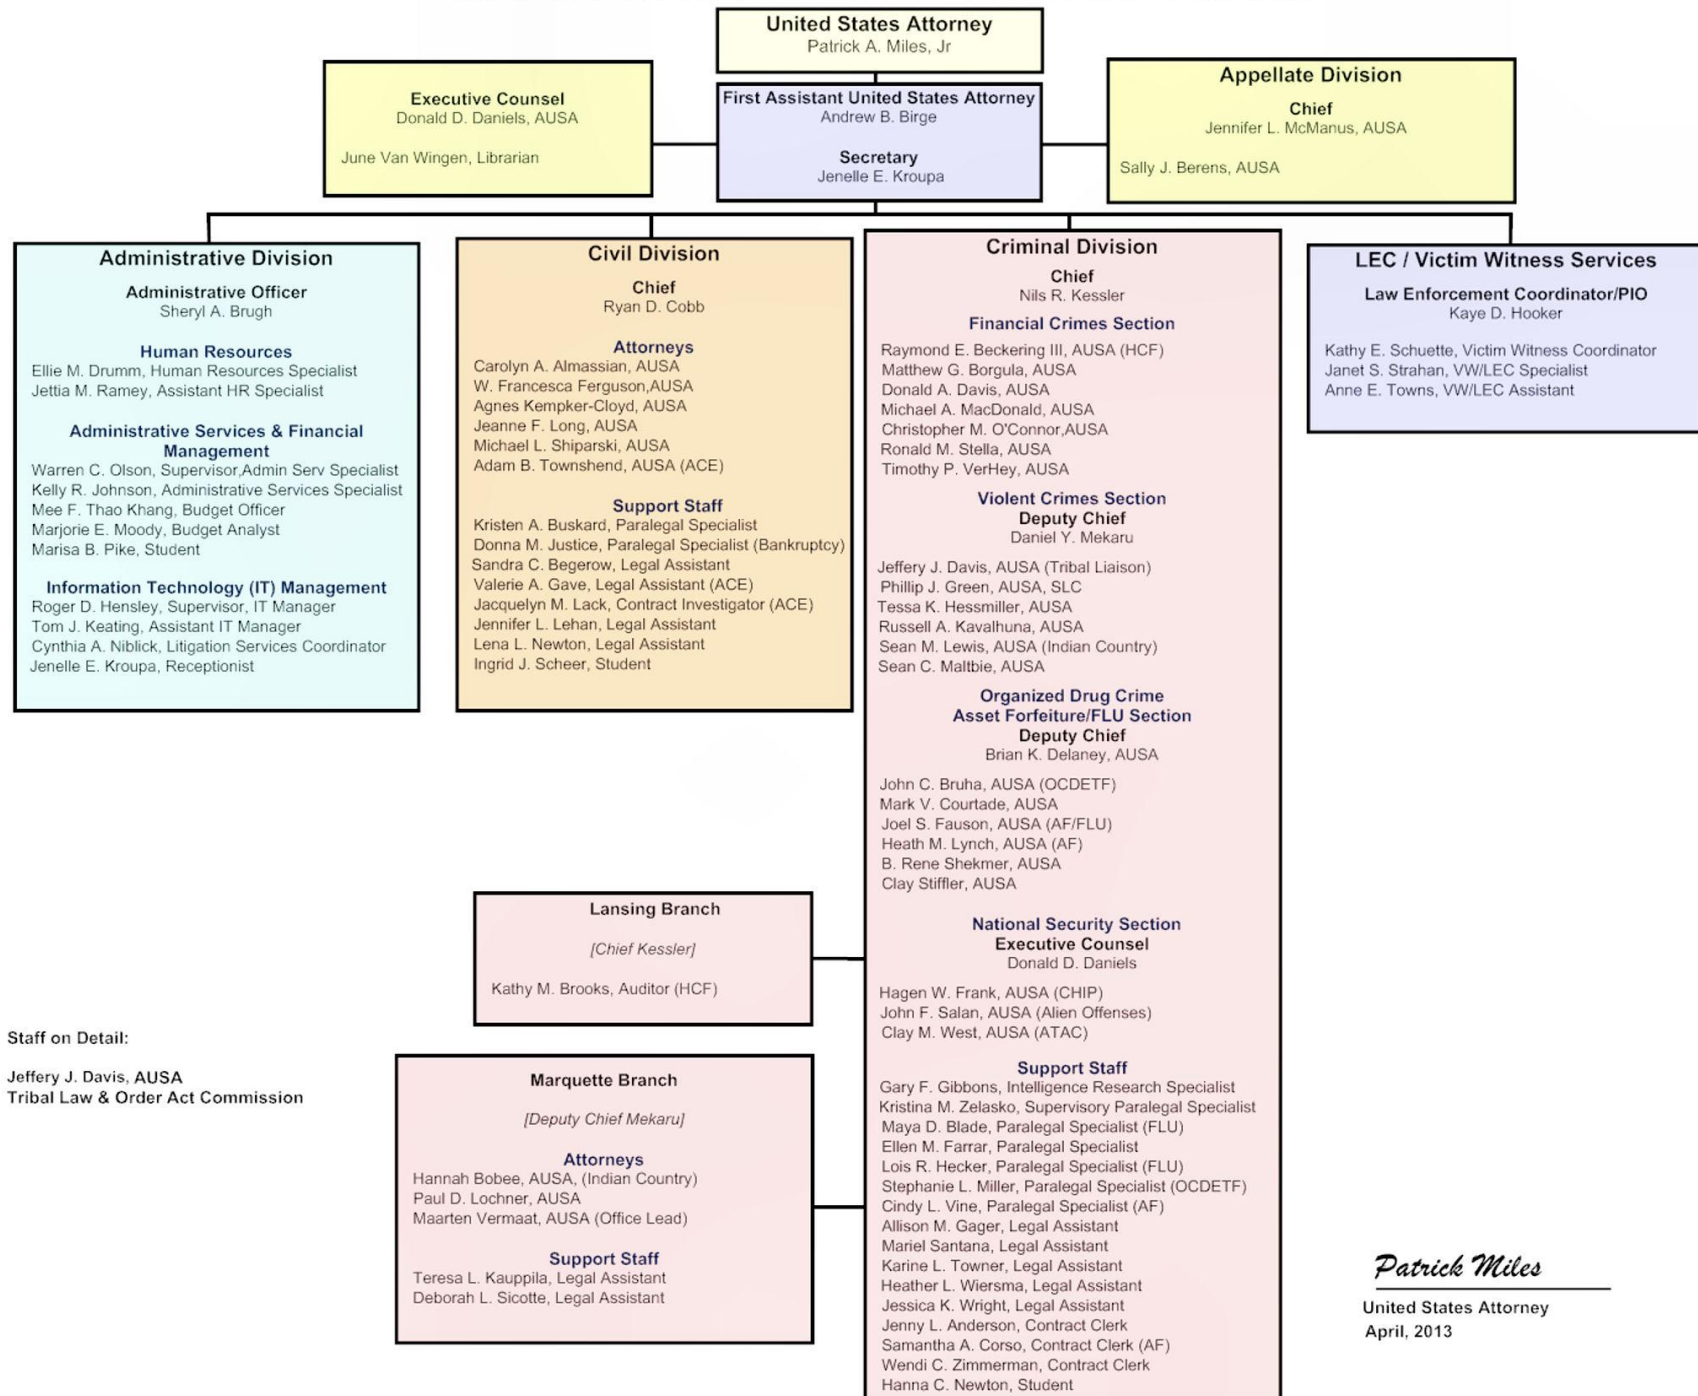 United States Attorney
Patrick A. Miles, Jr
Executive Counsel
Donald D. Daniels, AUSA
June Van Wingen, Librarian
First Assistant United States Attorney
Andrew B. Birge
Secretary
Jenelle E. Kroupa
Appellate Division
Chief
Jennifer L. McManus, AUSA
Sally J. Berens, AUSA
Administrative Division
Administrative Officer
Sheryl A. Brugh
Human Resources
Ellie M. Drumm, Human Resources Specialist
Jettia M. Ramey, Assistant HR Specialist
Administrative Services & Financial
Management
Warren C. Olson, Supervisor,Admin Serv Specialist
Kelly R. Johnson, Administrative Services Specialist
Mee F. Thao Khang, Budget Officer
Marjorie E. Moody, Budget Analyst
Marisa B. Pike, Student
Information Technology (IT) Management
Roger D. Hensley, Supervisor, IT Manager
Tom J. Keating, Assistant IT Manager
Cynthia A. Niblick, Litigation Services Coordinator
Jenelle E. Kroupa, Receptionist
Civil Division
Chief
Ryan D. Cobb
Attorneys
Carolyn A. Almassian, AUSA
W. Francesca Ferguson,AUSA
Agnes Kempker-Cloyd, AUSA
Jeanne F. Long, AUSA
Michael L. Shiparski, AUSA
Adam B. Townshend, AUSA (ACE)
Support Staff
Kristen A. Buskard, Paralegal Specialist
Donna M. Justice, Paralegal Specialist (Bankruptcy)
Sandra C. Begerow, Legal Assistant
Valerie A. Gave, Legal Assistant (ACE)
Jacquelyn M. Lack, Contract Investigator (ACE)
Jennifer L. Lehan, Legal Assistant
Lena L. Newton, Legal Assistant
Ingrid J. Scheer, Student
Criminal Division
Chief
Nils R. Kessler
Financial Crimes Section
Raymond E. Beckering III, AUSA (HCF)
Matthew G. Borgula, AUSA
Donald A. Davis, AUSA
Michael A. MacDonald, AUSA
Christopher M. O'Connor,AUSA
Ronald M. Stella, AUSA
Timothy P. VerHey, AUSA
Violent Crimes Section
Deputy Chief
Daniel Y. Mekaru
Jeffery J. Davis, AUSA (Tribal Liaison)
Phillip J. Green, AUSA, SLC
Tessa K. Hessmiller, AUSA
Russell A. Kavalhuna, AUSA
Sean M. Lewis, AUSA (Indian Country)
Sean C. Maltbie, AUSA
Organized Drug Crime
Asset Forfeiture/FLU Section
Deputy Chief
Brian K. Delaney, AUSA
John C. Bruha, AUSA (OCDETF)
Mark V. Courtade, AUSA
Joel S. Fauson, AUSA (AF/FLU)
Heath M. Lynch, AUSA (AF)
B. Rene Shekmer, AUSA
Clay Stiffler, AUSA
National Security Section
Executive Counsel
Donald D. Daniels
Hagen W. Frank, AUSA (CHIP)
John F. Salan, AUSA (Alien Offenses)
Clay M. West, AUSA (ATAC)
Support Staff
Gary F. Gibbons, Intelligence Research Specialist
Kristina M. Zelasko, Supervisory Paralegal Specialist
Maya D. Blade, Paralegal Specialist (FLU)
Ellen M. Farrar, Paralegal Specialist
Lois R. Hecker, Paralegal Specialist (FLU)
Stephanie L. Miller, Paralegal Specialist (OCDETF)
Cindy L. Vine, Paralegal Specialist (AF)
Allison M. Gager, Legal Assistant
Mariel Santana, Legal Assistant
Karine L. Towner, Legal Assistant
Heather L. Wiersma, Legal Assistant
Jessica K. Wright, Legal Assistant
Jenny L. Anderson, Contract Clerk
Samantha A. Corso, Contract Clerk (AF)
Wendi C. Zimmerman, Contract Clerk
Hanna C. Newton, Student
LEC / Victim Witness Services
Law Enforcement Coordinator/PIO
Kaye D. Hooker
Kathy E. Schuette, Victim Witness Coordinator
Janet S. Strahan, VW/LEC Specialist
Anne E. Towns, VW/LEC Assistant
Lansing Branch
[Chief Kessler]
Kathy M. Brooks, Auditor (HCF)
Marquette Branch
[Deputy Chief Mekaru]
Attorneys
Hannah Bobee, AUSA, (Indian Country)
Paul D. Lochner, AUSA
Maarten Vermaat, AUSA (Office Lead)
Support Staff
Teresa L. Kauppila, Legal Assistant
Deborah L. Sicotte, Legal Assistant
Staff on Detail:
Jeffery J. Davis, AUSA
Tribal Law & Order Act Commission
Patrick Miles
United States Attorney
April, 2013